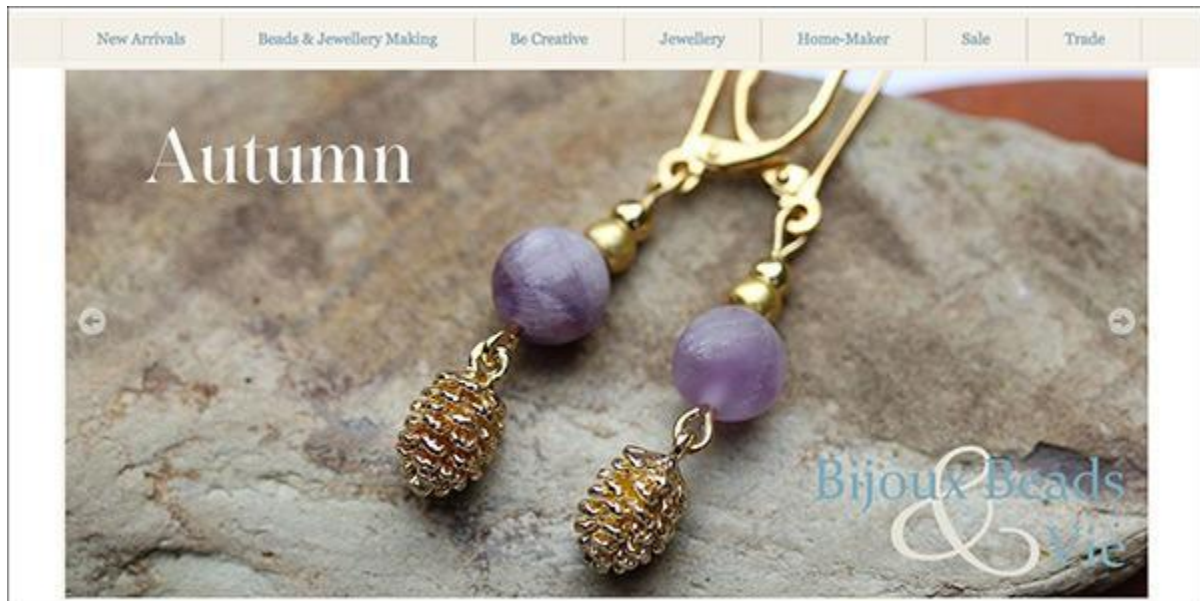 New Arrivals
Beads & Jewellery Making
Be Creative
Jewellery
Home-Maker
Sale
Trade
Autumn
Bijoux Beads
& Vie